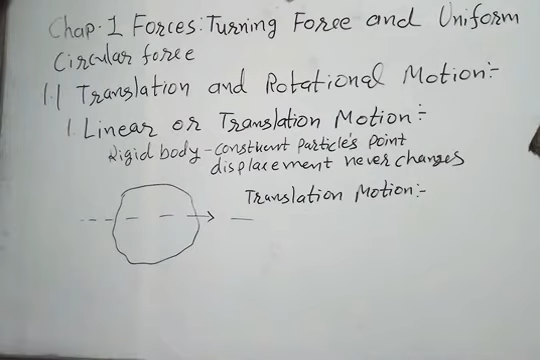 Chap. 1 Forces: Turning Force and Uniform
Circular force
1.1 Translation and Rotational Motion:-
1. Linear or Translation Motion:-
Rigid body - constuent particle's point
displacement never changes
Translation Motion:-